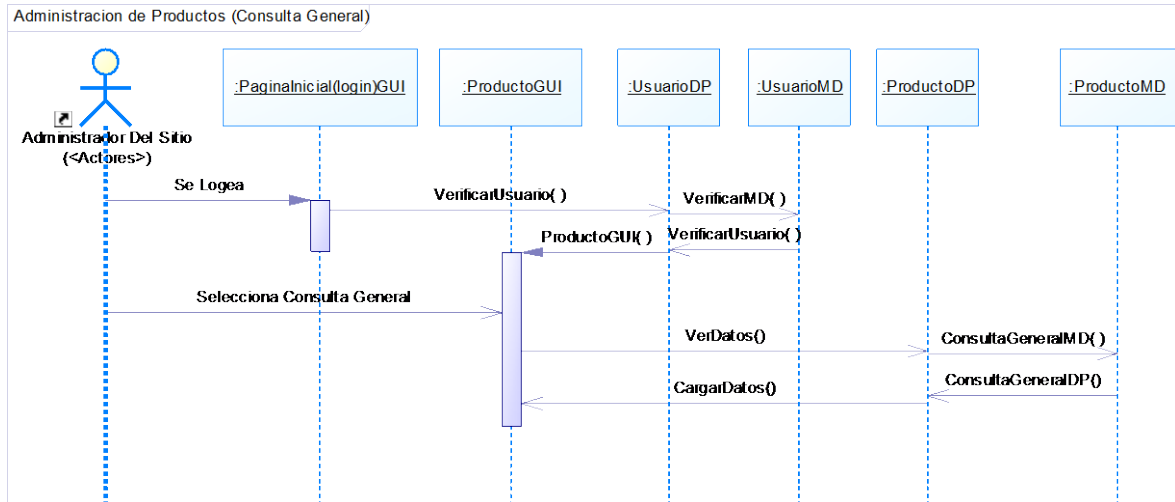 Administracion de Productos (Consulta General)
:PaginaInicial(login)GUI
:ProductoGUI
:UsuarioDP
:UsuarioMD
:ProductoDP
:ProductoMD
Administrador Del Sitio
(<Actores>)
Se Logea
VerificarUsuario( )
VerificarMD( )
ProductoGUI( )
VerificarUsuario( )
Selecciona Consulta General
VerDatos()
ConsultaGeneralMD( )
ConsultaGeneralDP()
CargarDatos()